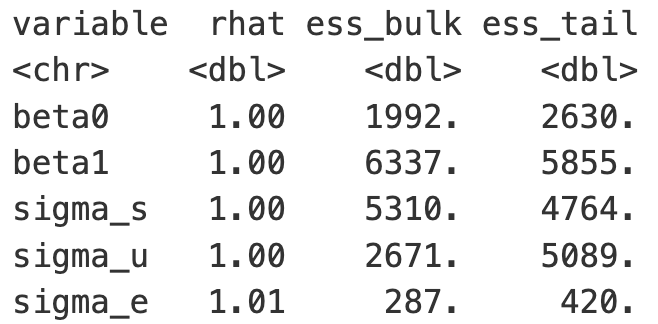 variable rhat ess_bulk ess_tail
<chr> <dbl> <dbl> <dbl>
beta0 1.00 1992. 2630.
beta1 1.00 6337. 5855.
sigma_s 1.00 5310. 4764.
sigma_u 1.00 2671. 5089.
sigma_e 1.01 287. 420.